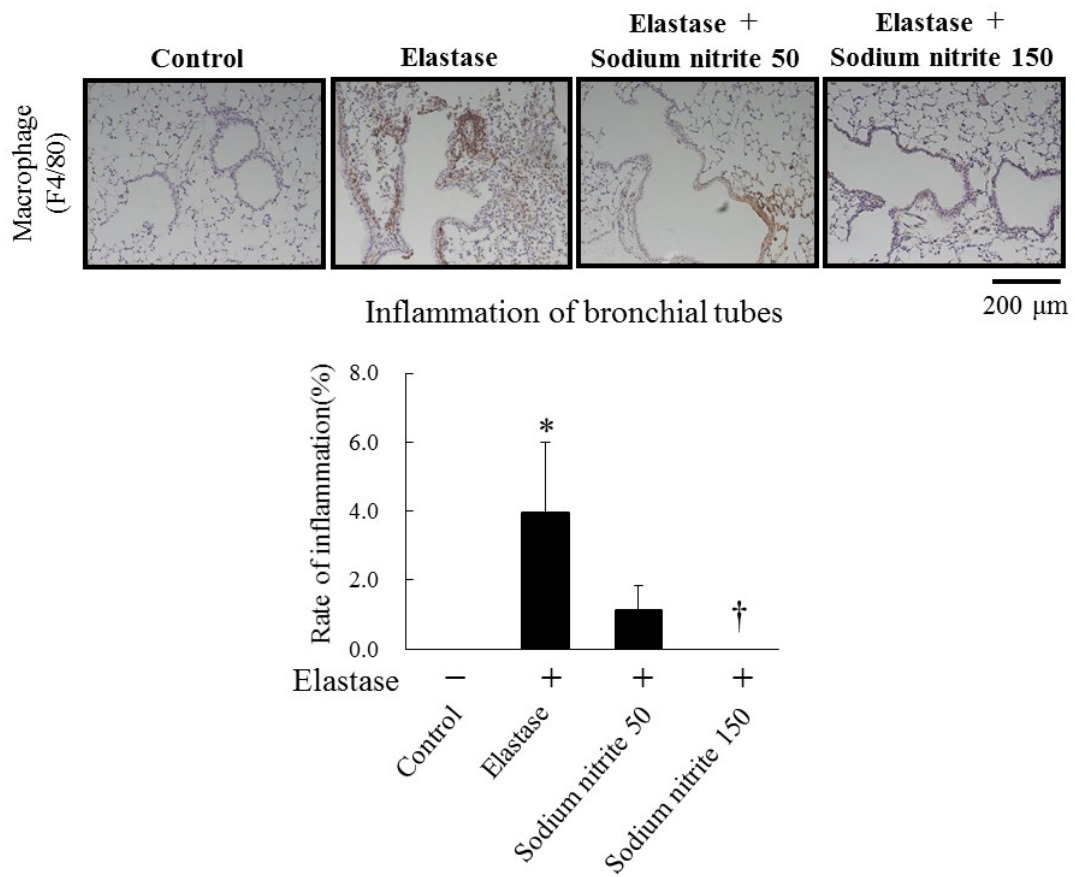 Control
Elastase
Elastase +
Sodium nitrite 50
Elastase +
Sodium nitrite 150
Macrophage
(F4/80)
200 μm
Inflammation of bronchial tubes
Rate of inflammation(%)
8.0
6.0
4.0
2.0
0.0
*
†
Elastase − + + +
Control
Elastase
Sodium nitrite 50
Sodium nitrite 150